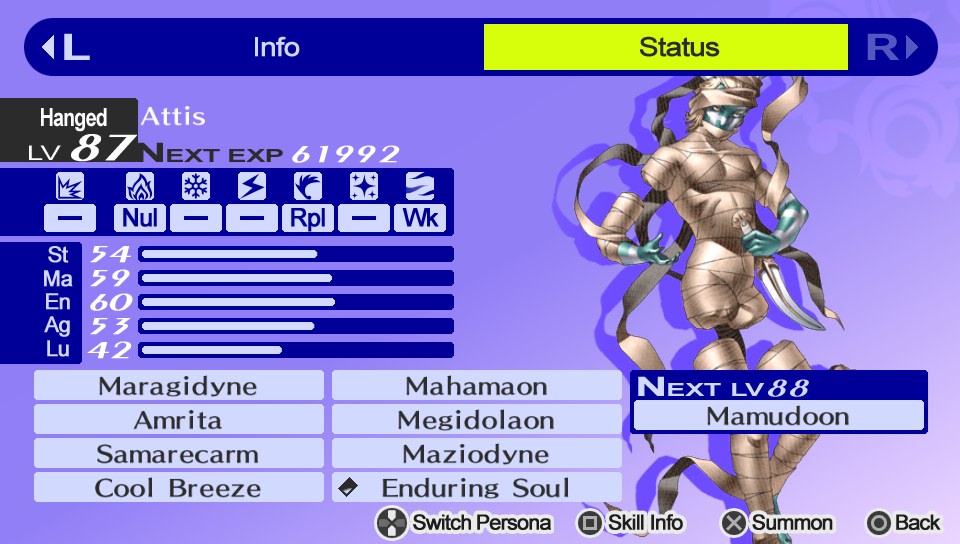 L Info Status R
Hanged Attis
LV 87 NEXT EXP 61992
— Nul — — Rpl — Wk
St 54
Ma 59
En 60
Ag 53
Lu 42
Maragidyne Mahamaon NEXT LV 88
Amrita Megidolaon Mamudoon
Samarecarm Maziodyne
Cool Breeze Enduring Soul
Switch Persona Skill Info Summon Back